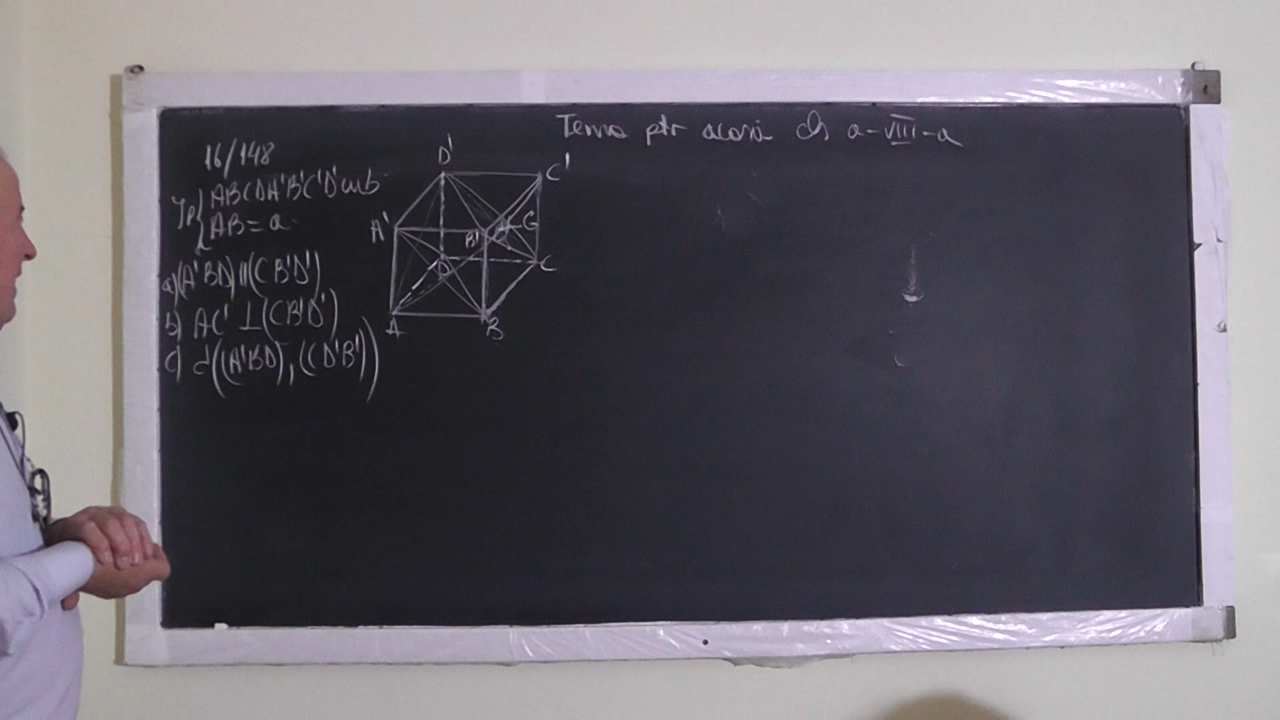 Tema ptr acasă cls a-VIII-a
16/148
Ip { ABCDA'B'C'D' cub
AB = a
a) (A'BD) || (CB'D')
b) AC' ⊥ (CB'D')
c) d((A'BD), (CD'B'))
D'
C'
A'
B'
G
D
C
A
B